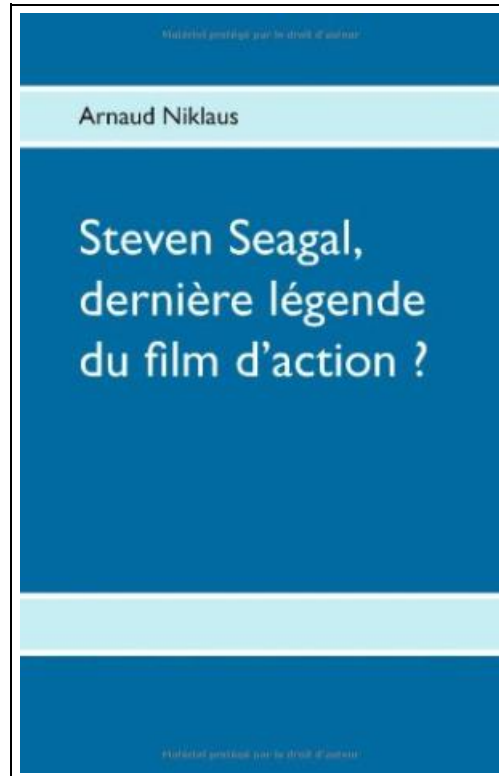 Matériel protégé par le droit d'auteur
Arnaud Niklaus
Steven Seagal,
dernière légende
du film d'action ?
Matériel protégé par le droit d'auteur